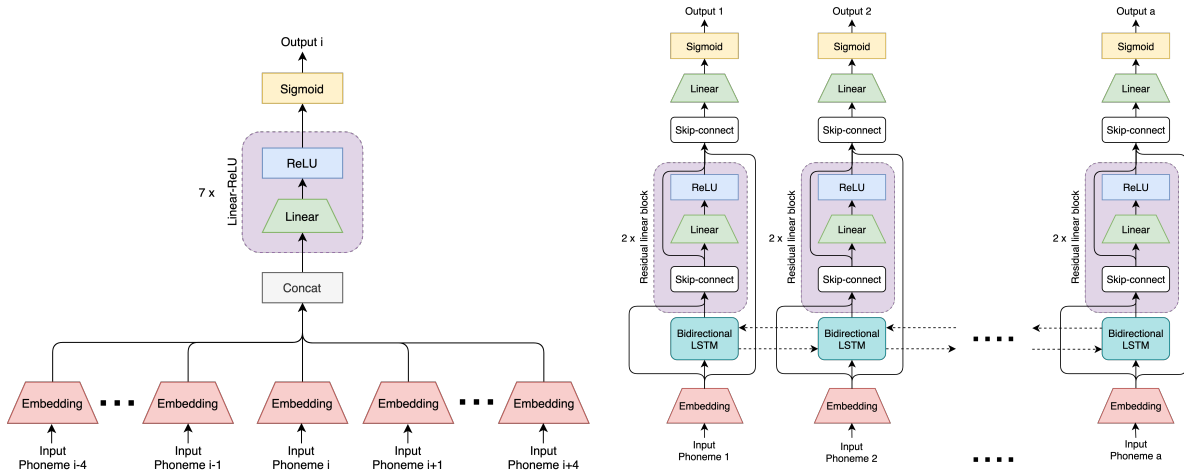 Output i
Sigmoid
7 x
Linear-ReLU
ReLU
Linear
Concat
Embedding
Embedding
Embedding
Embedding
Embedding
Input
Phoneme i-4
Input
Phoneme i-1
Input
Phoneme i
Input
Phoneme i+1
Input
Phoneme i+4
Output 1
Sigmoid
Linear
Skip-connect
2 x
Residual linear block
ReLU
Linear
Skip-connect
Bidirectional
LSTM
Embedding
Input
Phoneme 1
Output 2
Sigmoid
Linear
Skip-connect
2 x
Residual linear block
ReLU
Linear
Skip-connect
Bidirectional
LSTM
Embedding
Input
Phoneme 2
Output a
Sigmoid
Linear
Skip-connect
2 x
Residual linear block
ReLU
Linear
Skip-connect
Bidirectional
LSTM
Embedding
Input
Phoneme a